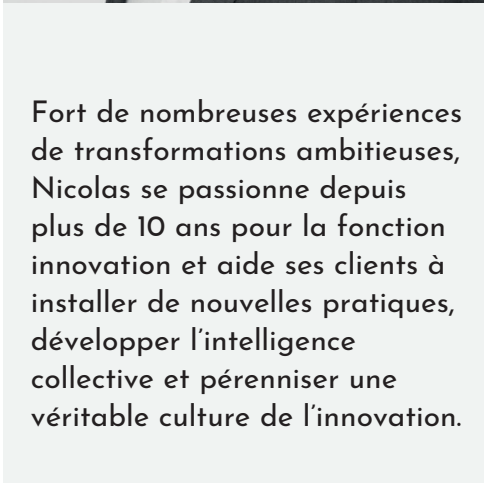 Fort de nombreuses expériences
de transformations ambitieuses,
Nicolas se passionne depuis
plus de 10 ans pour la fonction
innovation et aide ses clients à
installer de nouvelles pratiques,
développer l’intelligence
collective et pérenniser une
véritable culture de l’innovation.